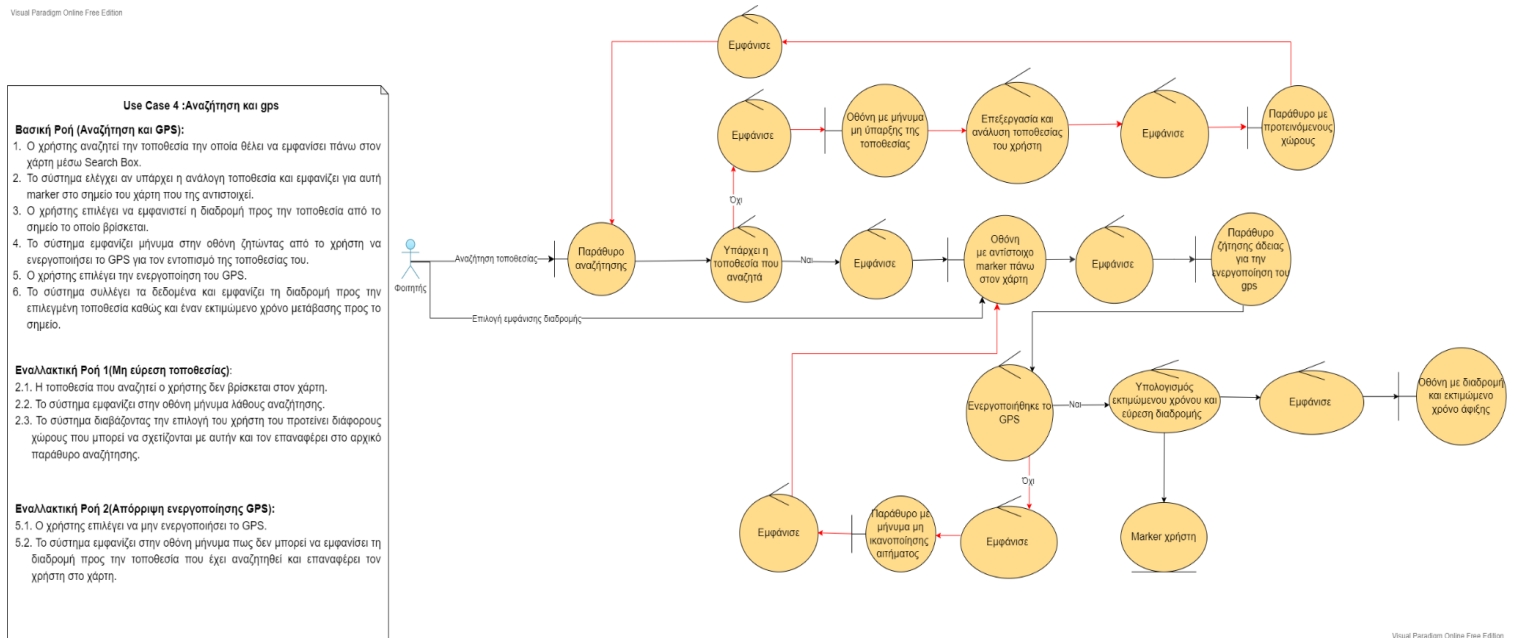 Visual Paradigm Online Free Edition
Use Case 4 :Αναζήτηση και gps
Βασική Ροή (Αναζήτηση και GPS):
1. Ο χρήστης αναζητεί την τοποθεσία την οποία θέλει να εμφανίσει πάνω στον
χάρτη μέσω Search Box.
2. Το σύστημα ελέγχει αν υπάρχει η ανάλογη τοποθεσία και εμφανίζει για αυτή
marker στο σημείο του χάρτη που της αντιστοιχεί.
3. Ο χρήστης επιλέγει να εμφανιστεί η διαδρομή προς την τοποθεσία από το
σημείο το οποίο βρίσκεται.
4. Το σύστημα εμφανίζει μήνυμα στην οθόνη ζητώντας από το χρήστη να
ενεργοποιήσει το GPS για τον εντοπισμό της τοποθεσίας του.
5. Ο χρήστης επιλέγει την ενεργοποίηση του GPS.
6. Το σύστημα συλλέγει τα δεδομένα και εμφανίζει τη διαδρομή προς την
επιλεγμένη τοποθεσία καθώς και έναν εκτιμώμενο χρόνο μετάβασης προς το
σημείο.
Εναλλακτική Ροή 1(Μη εύρεση τοποθεσίας):
2.1. Η τοποθεσία που αναζητεί ο χρήστης δεν βρίσκεται στον χάρτη.
2.2. Το σύστημα εμφανίζει στην οθόνη μήνυμα λάθους αναζήτησης.
2.3. Το σύστημα διαβάζοντας την επιλογή του χρήστη του προτείνει διάφορους
χώρους που μπορεί να σχετίζονται με αυτήν και τον επαναφέρει στο αρχικό
παράθυρο αναζήτησης.
Εναλλακτική Ροή 2(Απόρριψη ενεργοποίησης GPS):
5.1. Ο χρήστης επιλέγει να μην ενεργοποιήσει το GPS.
5.2. Το σύστημα εμφανίζει στην οθόνη μήνυμα πως δεν μπορεί να εμφανίσει τη
διαδρομή προς την τοποθεσία που έχει αναζητηθεί και επαναφέρει τον
χρήστη στο χάρτη.
Εμφάνισε
Εμφάνισε
Οθόνη με μήνυμα
μη ύπαρξης της
τοποθεσίας
Επεξεργασία και
ανάλυση τοποθεσίας
του χρήστη
Εμφάνισε
Παράθυρο με
προτεινόμενους
χώρους
Όχι
Φοιτητής
Αναζήτηση τοποθεσίας
Παράθυρο
αναζήτησης
Υπάρχει η
τοποθεσία που
αναζητά
Ναι
Εμφάνισε
Οθόνη
με αντίστοιχο
marker πάνω
στον χάρτη
Εμφάνισε
Παράθυρο
ζήτησης άδειας
για την
ενεργοποίηση του
gps
Επιλογή εμφάνισης διαδρομής
Ενεργοποιήθηκε το
GPS
Ναι
Υπολογισμός
εκτιμώμενου χρόνου και
εύρεση διαδρομής
Εμφάνισε
Οθόνη με διαδρομή
και εκτιμώμενο
χρόνο άφιξης
Όχι
Εμφάνισε
Παράθυρο με
μήνυμα μη
ικανοποίησης
αιτήματος
Εμφάνισε
Marker χρήστη
Visual Paradigm Online Free Edition